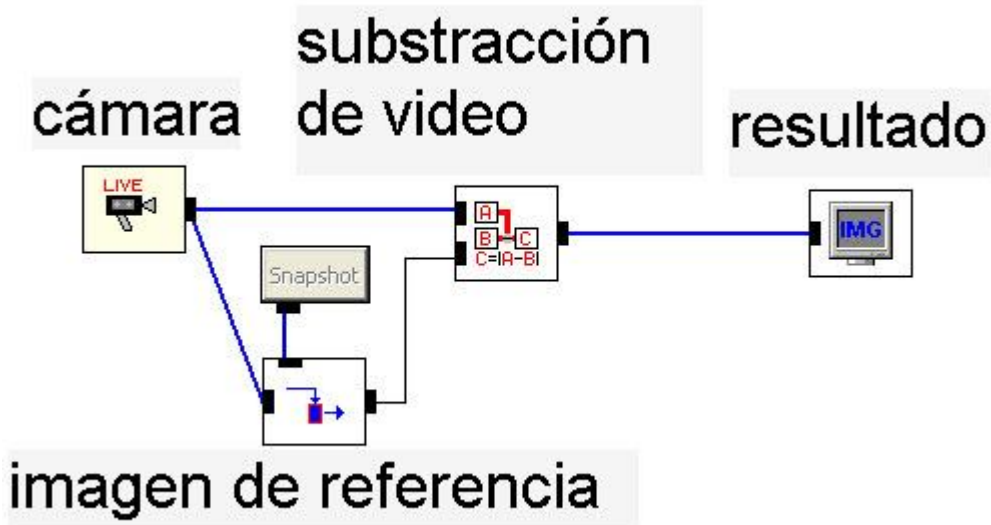 substracción
de video
cámara
resultado
LIVE
A
B
C
C=|A-B|
IMG
Snapshot
imagen de referencia